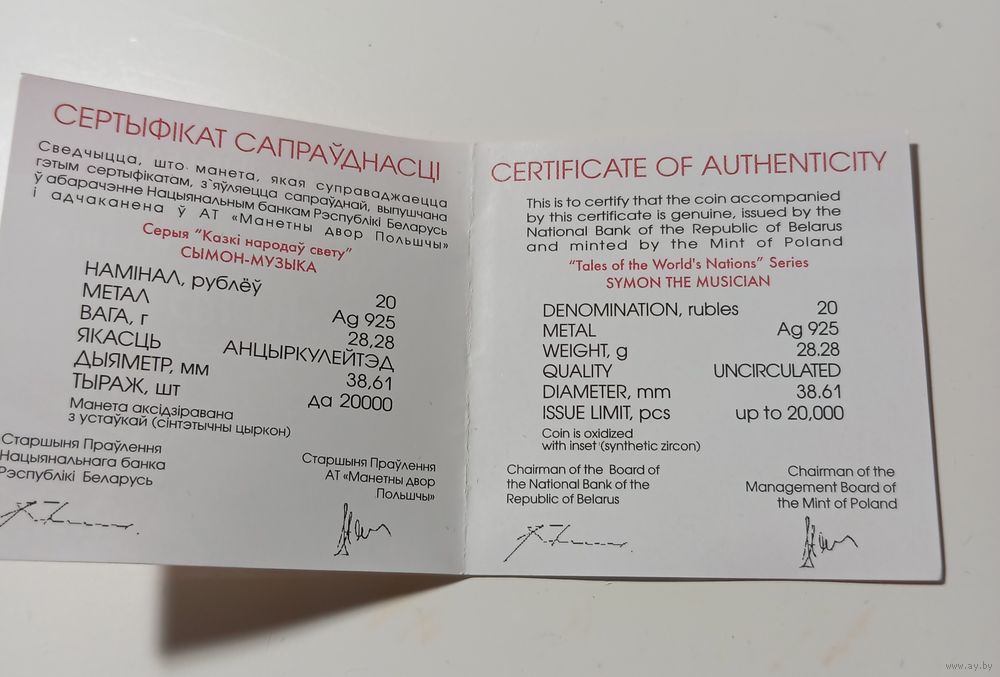 СЕРТЫФІКАТ САПРАЎДНАСЦІ
Сведчыцца, што манета, якая суправаджаецца
гэтым сертыфікатам, з'яўляецца сапраўднай, выпушчана
ў абарачэнне Нацыянальным банкам Рэспублікі Беларусь
і адчаканена ў АТ «Манетны двор Польшчы»
Серыя "Казкі народаў свету"
СЫМОН-МУЗЫКА
НАМІНАЛ, рублёў 20
МЕТАЛ Ag 925
ВАГА, г 28,28
ЯКАСЦЬ АНЦЫРКУЛЕЙТЭД
ДЫЯМЕТР, мм 38,61
ТЫРАЖ, шт да 20000
Манета аксідзіравана
з устаўкай (сінтэтычны цыркон)
Старшыня Праўлення
Нацыянальнага банка
Рэспублікі Беларусь
Старшыня Праўлення
АТ «Манетны двор
Польшчы»
CERTIFICATE OF AUTHENTICITY
This is to certify that the coin accompanied
by this certificate is genuine, issued by the
National Bank of the Republic of Belarus
and minted by the Mint of Poland
"Tales of the World's Nations" Series
SYMON THE MUSICIAN
DENOMINATION, rubles 20
METAL Ag 925
WEIGHT, g 28.28
QUALITY UNCIRCULATED
DIAMETER, mm 38.61
ISSUE LIMIT, pcs up to 20,000
Coin is oxidized
with inset (synthetic zircon)
Chairman of the Board of
the National Bank of the
Republic of Belarus
Chairman of the
Management Board of
the Mint of Poland
www.ay.by